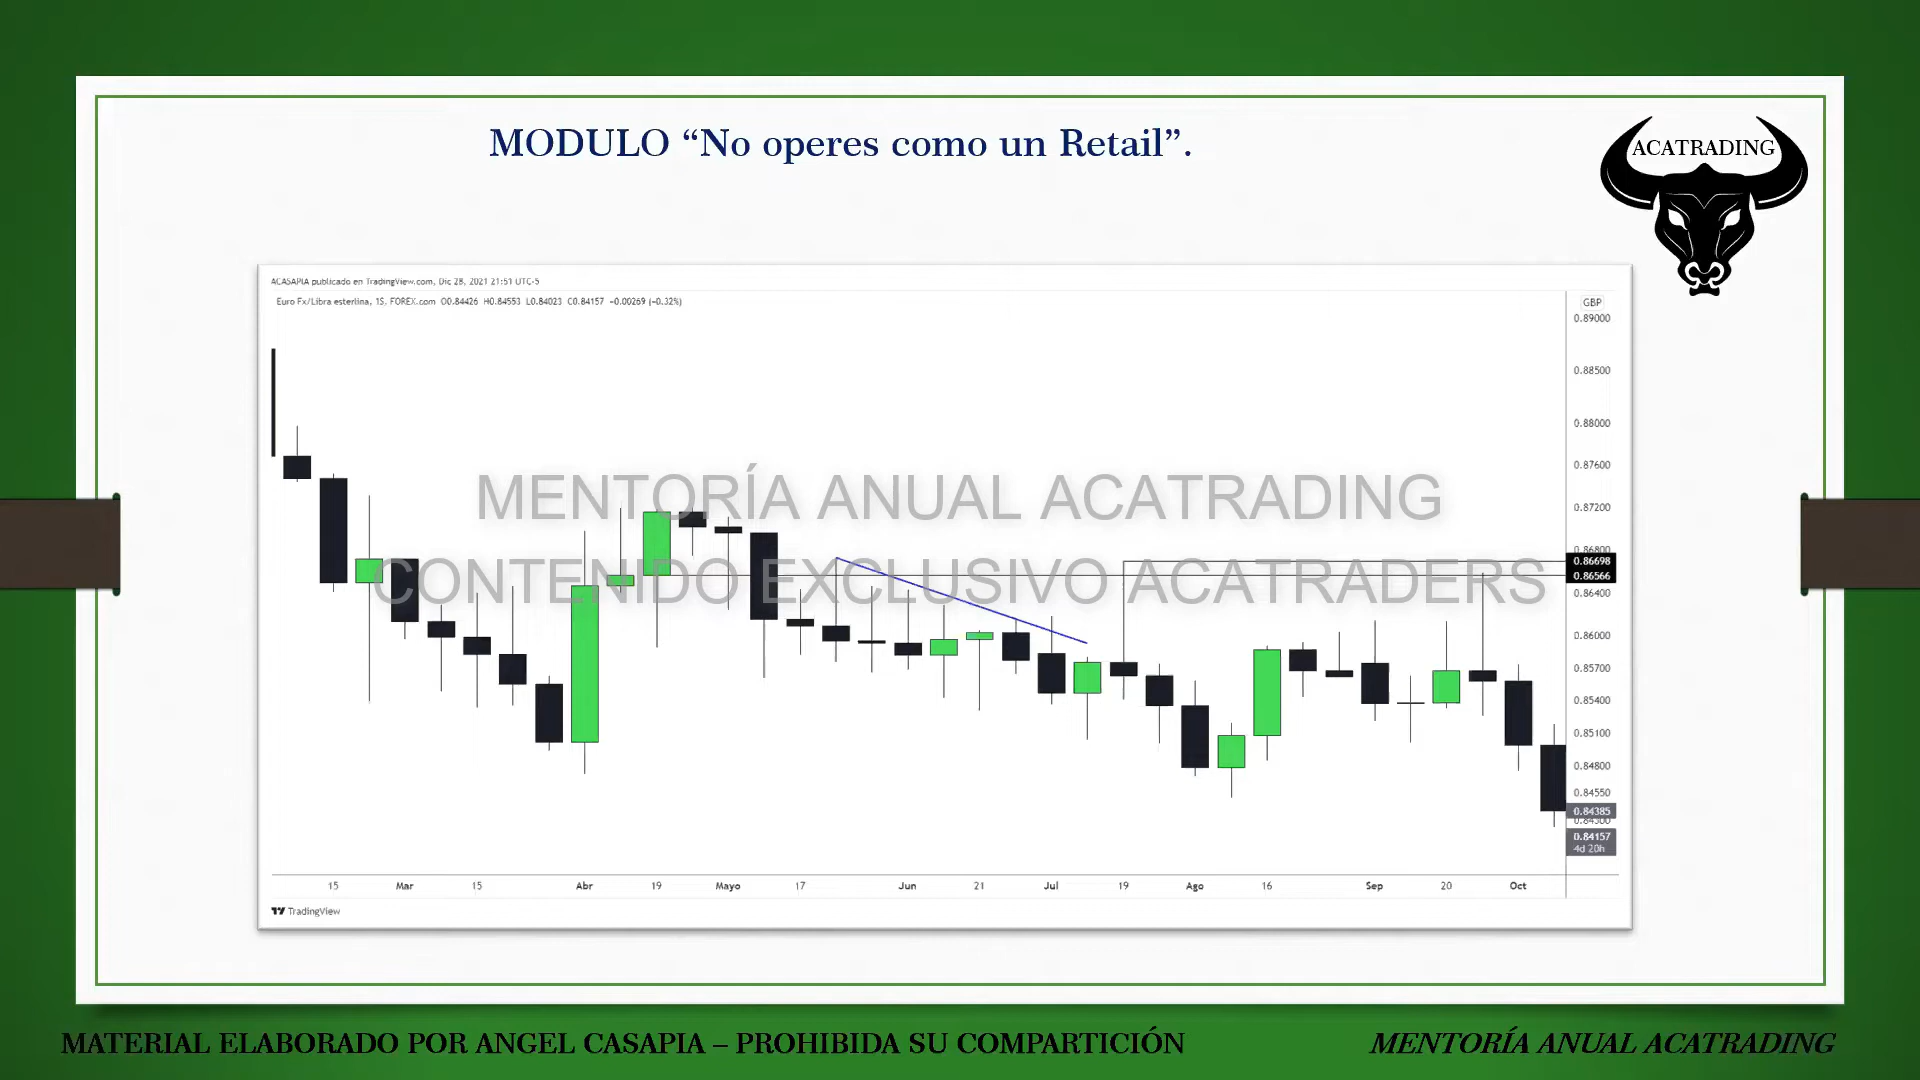 MODULO “No operes como un Retail”.
ACATRADING
ACASAPIA publicado en TradingView.com, Dic 28, 2021 21:51 UTC-5
Euro Fx/Libra esterlina, 1S, FOREX.com O0.84426 H0.84553 L0.84023 C0.84157 −0.00269 (−0.32%)
GBP
0.89000
0.88500
0.88000
0.87600
0.87200
0.86800
0.86698
0.86566
0.86400
0.86000
0.85700
0.85400
0.85100
0.84800
0.84550
0.84385
0.84300
0.84157
4d 20h
MENTORÍA ANUAL ACATRADING
CONTENIDO EXCLUSIVO ACATRADERS
15 Mar 15 Abr 19 Mayo 17 Jun 21 Jul 19 Ago 16 Sep 20 Oct
TradingView
MATERIAL ELABORADO POR ANGEL CASAPIA – PROHIBIDA SU COMPARTICIÓN
MENTORÍA ANUAL ACATRADING